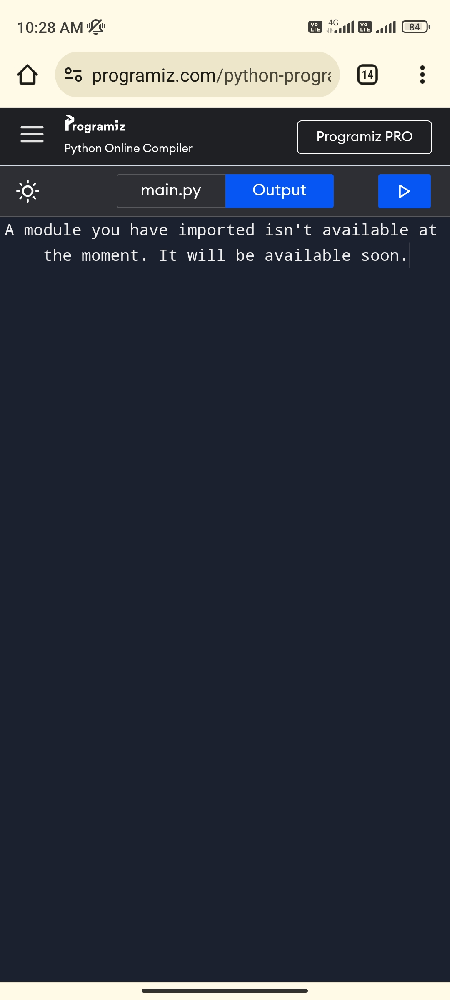 10:28 AM
Vo LTE 4G Vo LTE 84
programiz.com/python-progra
14
Programiz
Python Online Compiler
Programiz PRO
main.py
Output
A module you have imported isn't available at
the moment. It will be available soon.